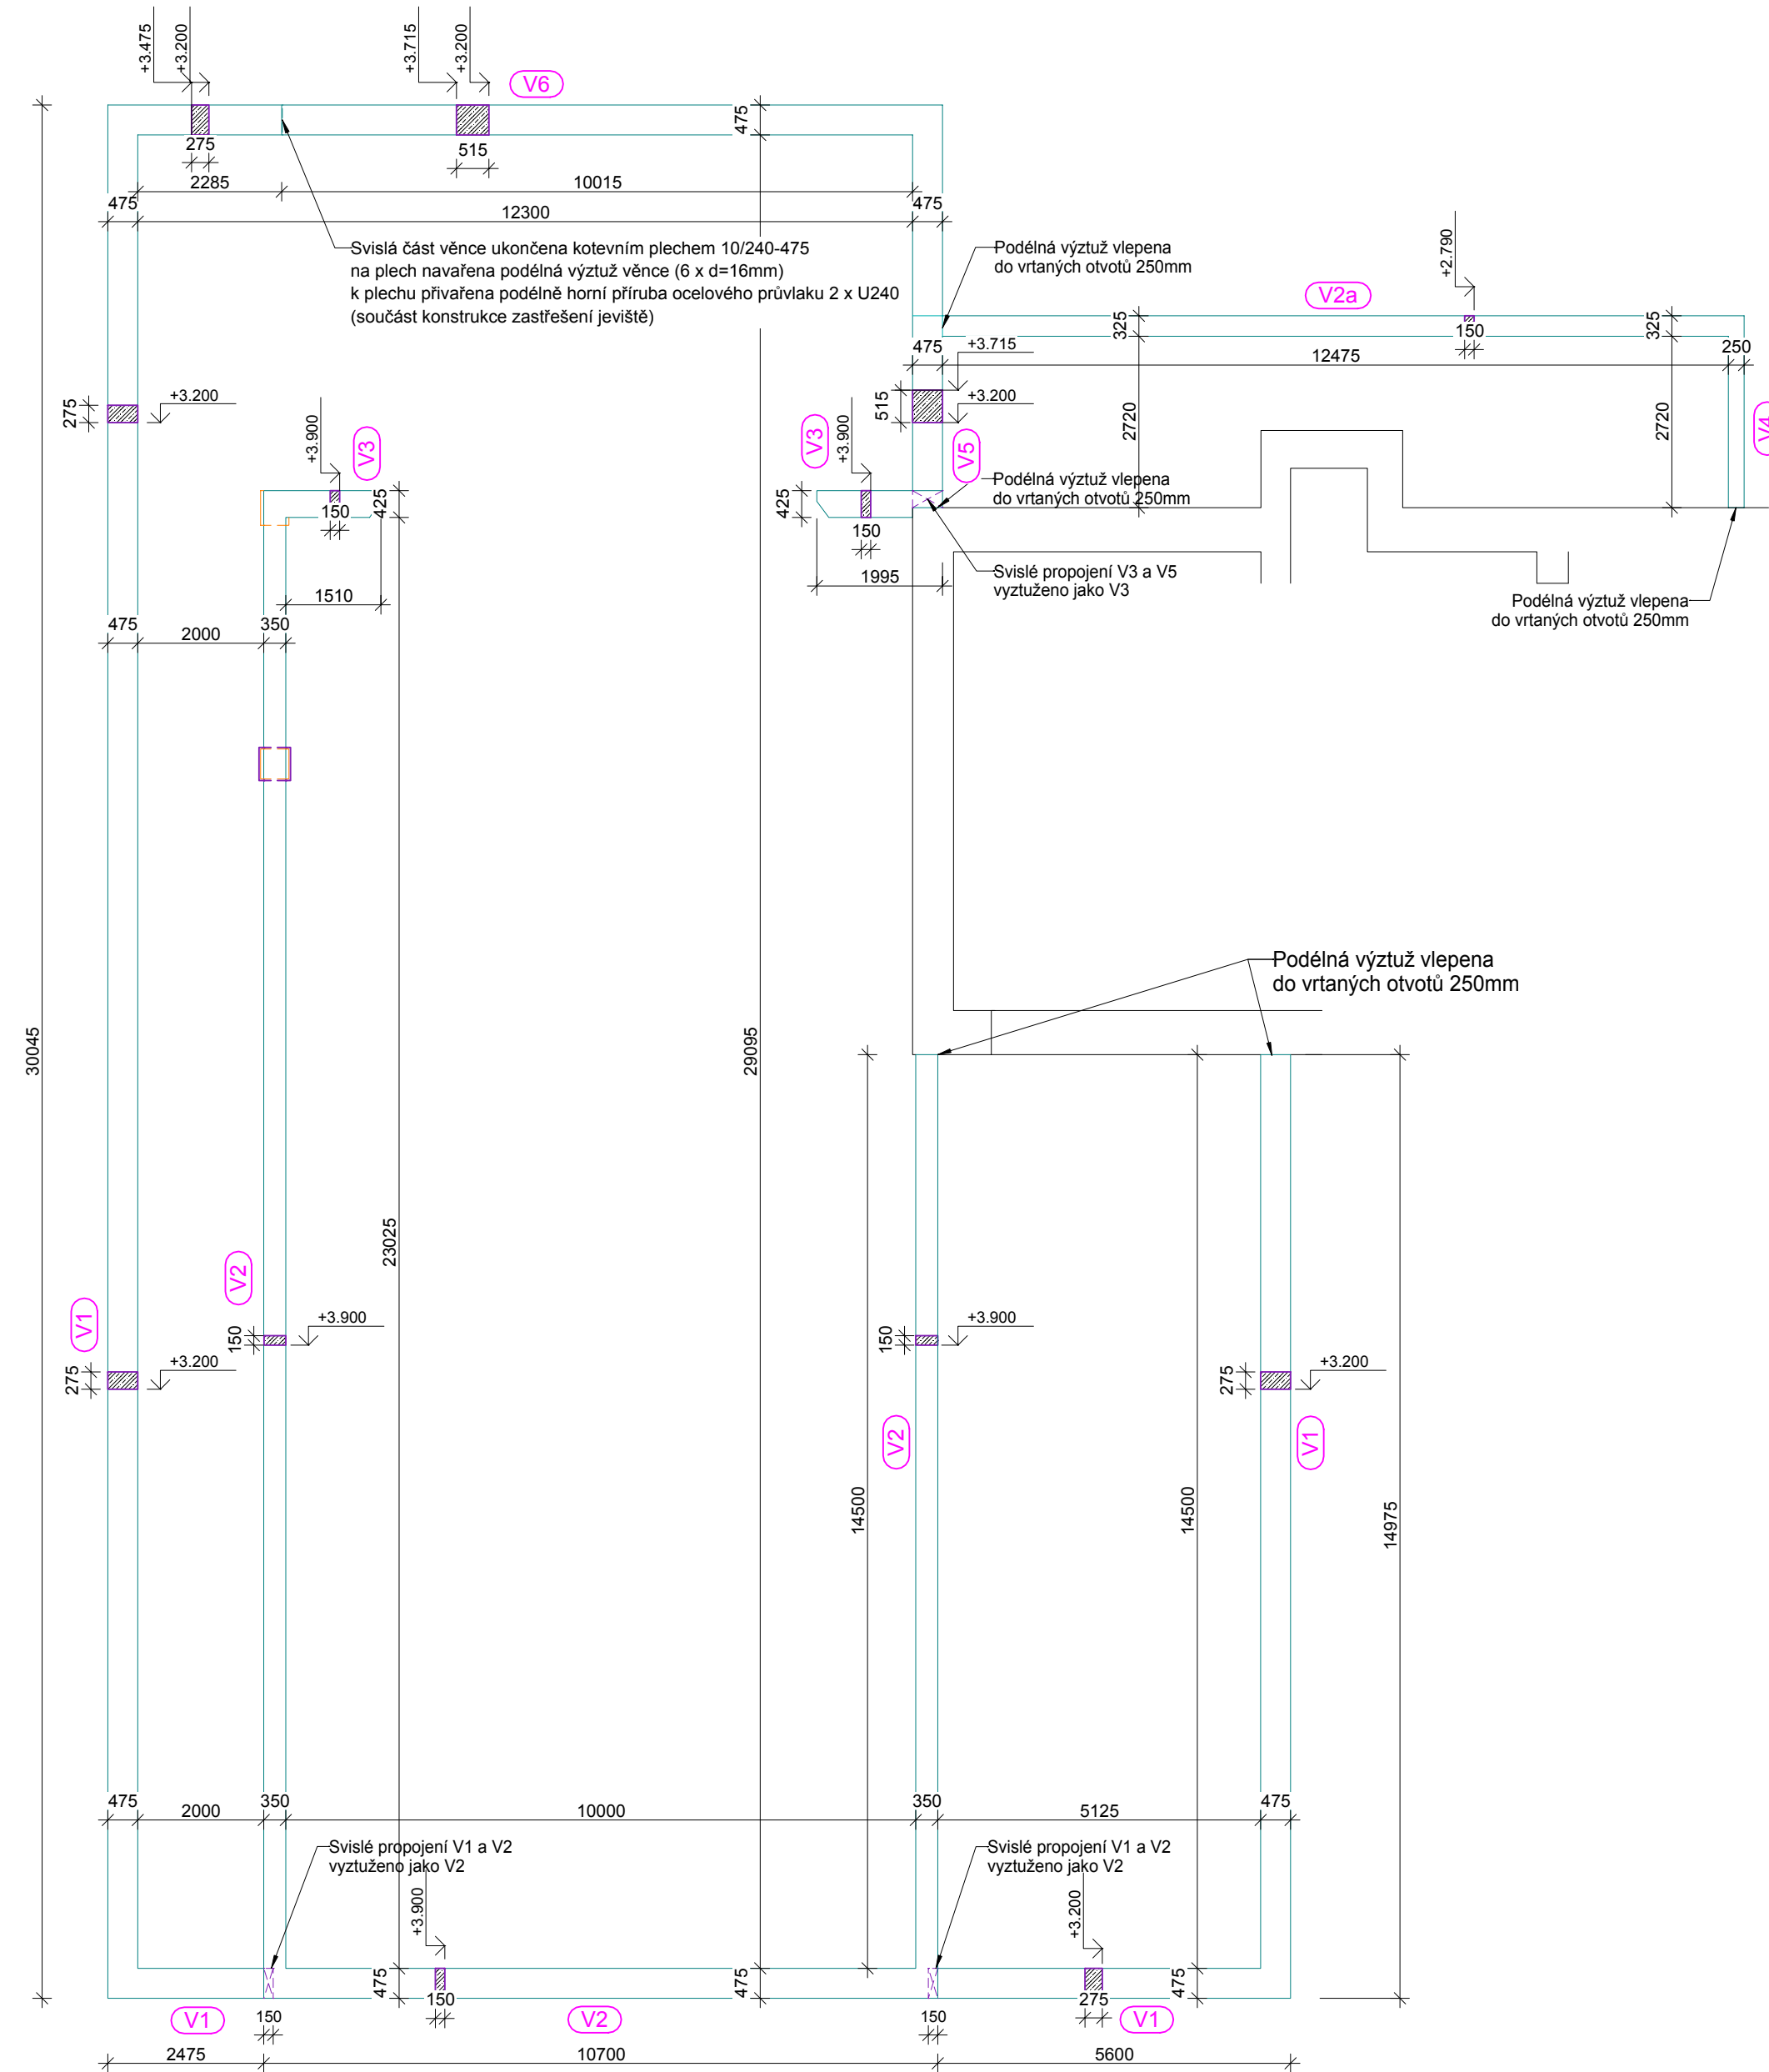 +3.475
+3.200
+3.715
+3.200
V6
475
275
515
2285
10015
475
12300
475
Svislá část věnce ukončena kotevním plechem 10/240-475
na plech navařena podélná výztuž věnce (6 x d=16mm)
k plechu přivařena podélně horní příruba ocelového průvlaku 2 x U240
(součást konstrukce zastřešení jeviště)
Podélná výztuž vlepena
do vrtaných otvotů 250mm
+2.790
V2a
325
150
325
475
+3.715
12475
250
275
+3.200
515
+3.200
2720
2720
V4
+3.900
V3
V3
+3.900
V5
150
425
425
Podélná výztuž vlepena
do vrtaných otvotů 250mm
150
1510
1995
Svislé propojení V3 a V5
vyztuženo jako V3
Podélná výztuž vlepena
do vrtaných otvotů 250mm
475
2000
350
Podélná výztuž vlepena
do vrtaných otvotů 250mm
30045
29095
23025
V2
V1
150
+3.900
150
+3.900
275
+3.200
275
+3.200
V2
V1
14500
14500
14975
475
2000
350
10000
350
5125
475
Svislé propojení V1 a V2
vyztuženo jako V2
Svislé propojení V1 a V2
vyztuženo jako V2
+3.900
+3.200
475
150
475
275
475
V1
150
V2
150
V1
2475
10700
5600